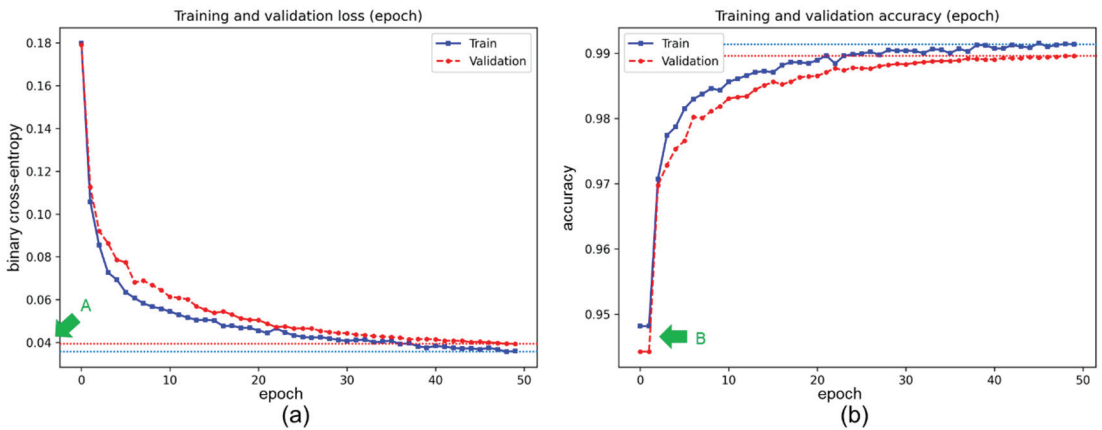 Training and validation loss (epoch)
0.18
0.16
0.14
0.12
0.10
0.08
0.06
0.04
binary cross-entropy
Train
Validation
A
0
10
20
30
40
50
epoch
(a)
Training and validation accuracy (epoch)
0.99
0.98
0.97
0.96
0.95
accuracy
Train
Validation
B
0
10
20
30
40
50
epoch
(b)